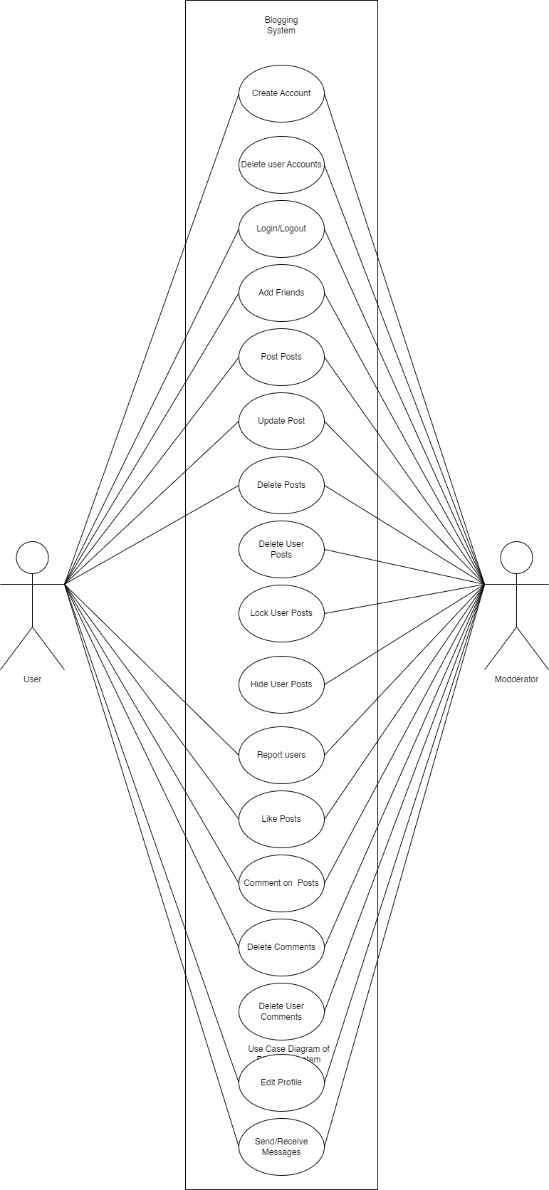 Blogging
System
Create Account
Delete user Accounts
Login/Logout
Add Friends
Post Posts
Update Post
Delete Posts
Delete User
Posts
Lock User Posts
Hide User Posts
User
Modderator
Report users
Like Posts
Comment on  Posts
Delete Comments
Delete User
Comments
Use Case Diagram of
Edit Profile
Send/Receive
Messages